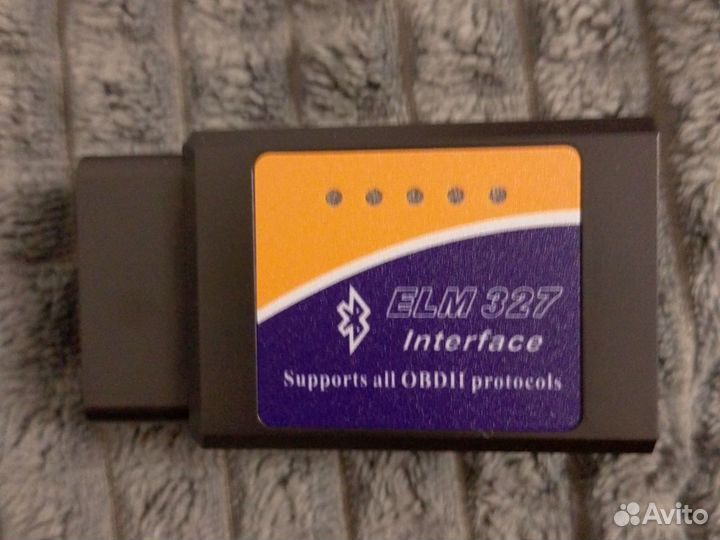 ELM 327
Interface
Supports all OBDII protocols
Avito